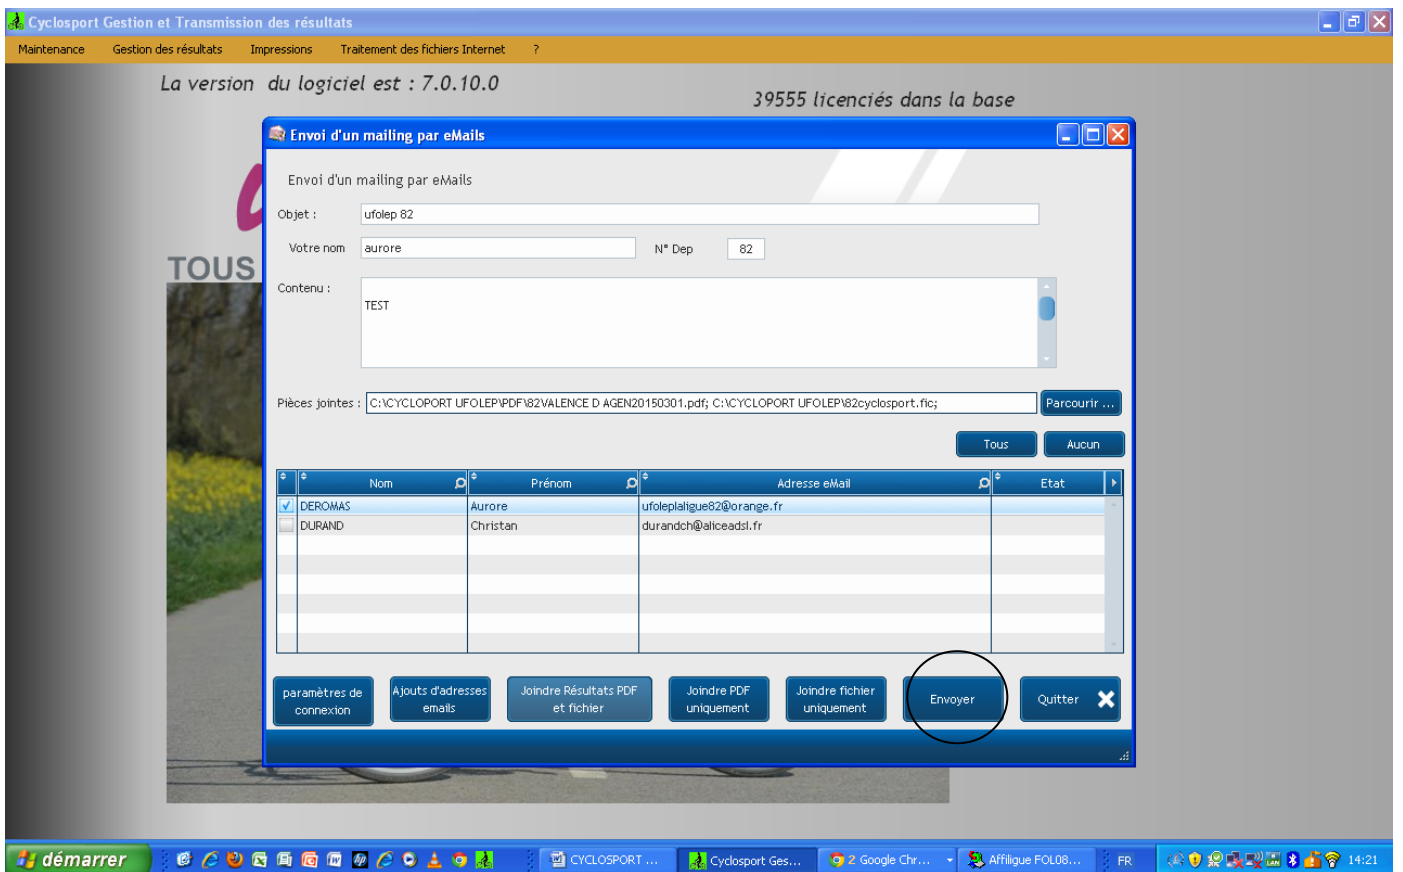 Cyclosport Gestion et Transmission des résultats
Maintenance Gestion des résultats Impressions Traitement des fichiers Internet ?
La version du logiciel est : 7.0.10.0
39555 licenciés dans la base
Envoi d'un mailing par eMails
Envoi d'un mailing par eMails
Objet : ufolep 82
Votre nom aurore N° Dep 82
TOUS
Contenu :
TEST
Pièces jointes : C:\CYCLOPORT UFOLEP\PDF\82VALENCE D AGEN20150301.pdf; C:\CYCLOPORT UFOLEP\82cyclosport.fic; Parcourir ...
Tous Aucun
Nom Prénom Adresse eMail Etat
DEROMAS Aurore ufoleplaligue82@orange.fr
DURAND Christan durandch@aliceadsl.fr
paramètres de connexion
Ajouts d'adresses emails
Joindre Résultats PDF et fichier
Joindre PDF uniquement
Joindre fichier uniquement
Envoyer
Quitter
démarrer CYCLOSPORT ... Cyclosport Ges... 2 Google Chr... Affiligue FOL08... FR 14:21